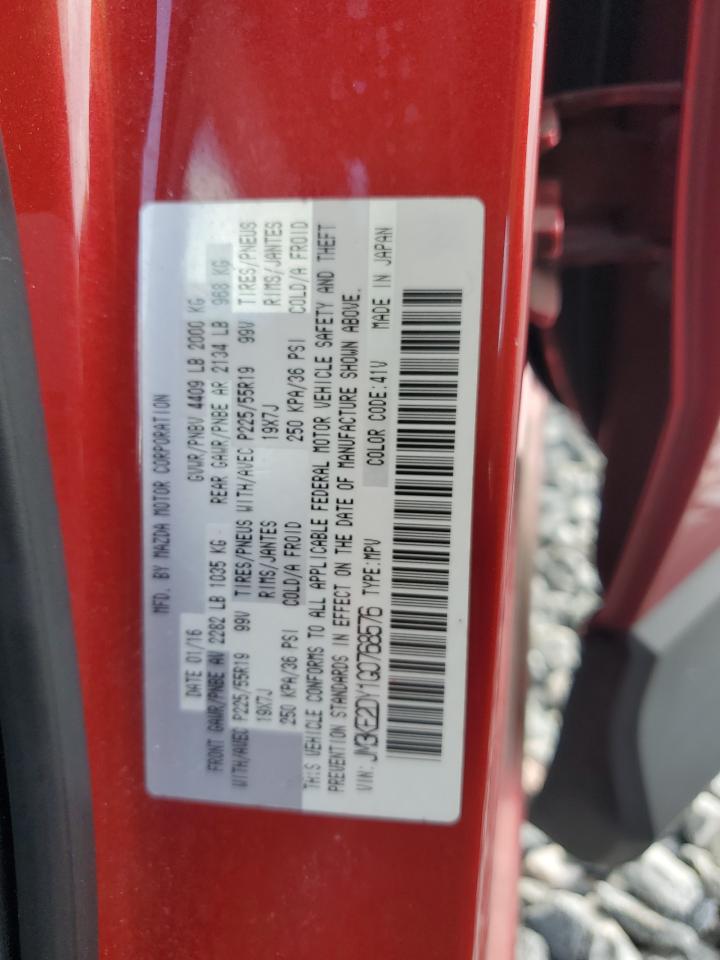 MFD. BY MAZDA MOTOR CORPORATION
DATE 01/16 GVWR/PNBV 4409 LB 2000 KG
FRONT GAWR/PNBE AV 2282 LB 1035 KG REAR GAWR/PNBE AR 2134 LB 968 KG
WITH/AVEC P225/55R19 99V TIRES/PNEUS WITH/AVEC P225/55R19 99V TIRES/PNEUS
19X7J RIMS/JANTES 19X7J RIMS/JANTES
250 KPA/36 PSI COLD/A FROID 250 KPA/36 PSI COLD/A FROID
THIS VEHICLE CONFORMS TO ALL APPLICABLE FEDERAL MOTOR VEHICLE SAFETY AND THEFT
PREVENTION STANDARDS IN EFFECT ON THE DATE OF MANUFACTURE SHOWN ABOVE.
VIN: JM3KE2DY1G0768576 TYPE:MPV COLOR CODE:41V MADE IN JAPAN